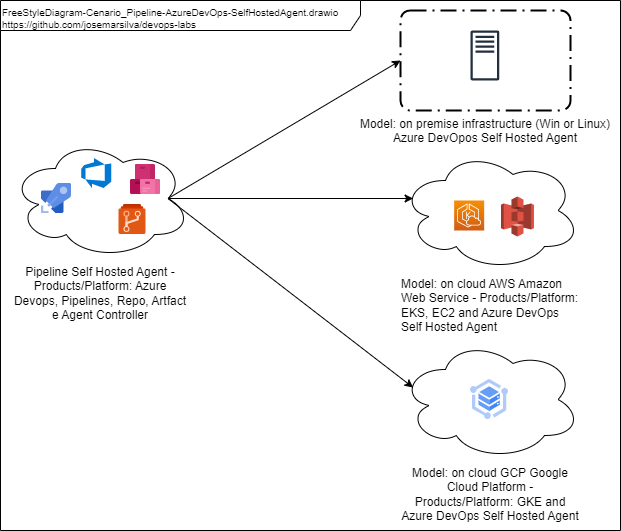 FreeStyleDiagram-Cenario_Pipeline-AzureDevOps-SelfHostedAgent.drawio
https://github.com/josemarsilva/devops-labs
Model: on premise infrastructure (Win or Linux)
Azure DevOpos Self Hosted Agent
Pipeline Self Hosted Agent -
Products/Platform: Azure
Devops, Pipelines, Repo, Artfact
e Agent Controller
Model: on cloud AWS Amazon
Web Service - Products/Platform:
EKS, EC2 and Azure DevOps
Self Hosted Agent
Model: on cloud GCP Google
Cloud Platform -
Products/Platform: GKE and
Azure DevOps Self Hosted Agent